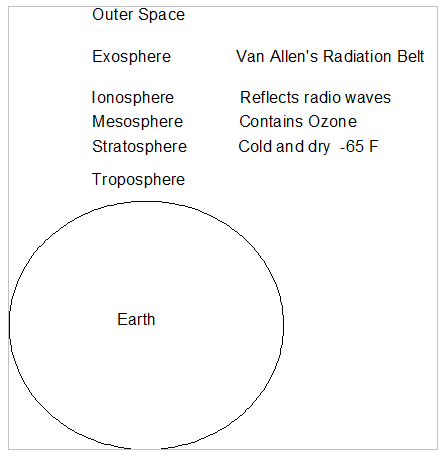 Outer Space
Exosphere Van Allen's Radiation Belt
Ionosphere Reflects radio waves
Mesosphere Contains Ozone
Stratosphere Cold and dry -65 F
Troposphere
Earth